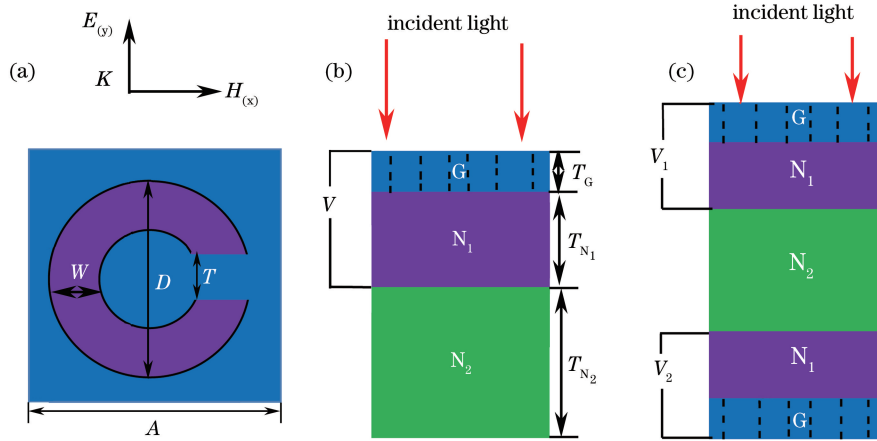 (a)
E(y)
K
H(x)
W
D
T
A
(b)
incident light
V
G
TG
N1
TN1
N2
TN2
(c)
incident light
V1
G
N1
N2
V2
N1
G